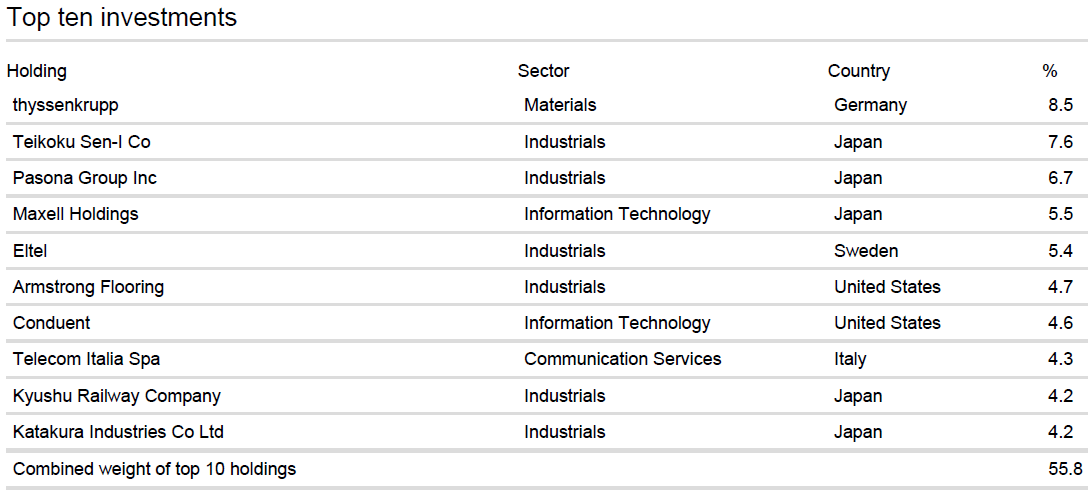 Top ten investments
Holding Sector Country %
thyssenkrupp Materials Germany 8.5
Teikoku Sen-I Co Industrials Japan 7.6
Pasona Group Inc Industrials Japan 6.7
Maxell Holdings Information Technology Japan 5.5
Eltel Industrials Sweden 5.4
Armstrong Flooring Industrials United States 4.7
Conduent Information Technology United States 4.6
Telecom Italia Spa Communication Services Italy 4.3
Kyushu Railway Company Industrials Japan 4.2
Katakura Industries Co Ltd Industrials Japan 4.2
Combined weight of top 10 holdings 55.8